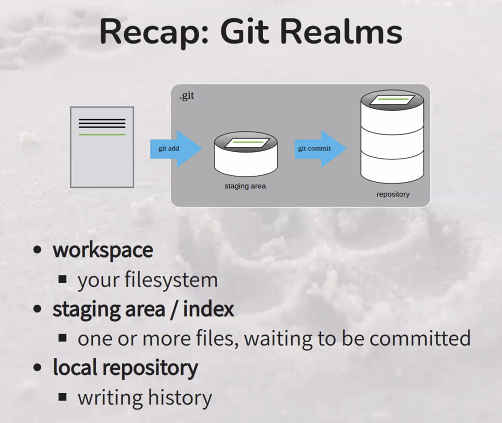 Recap: Git Realms
.git
git add
git commit
staging area
repository
workspace
your filesystem
staging area / index
one or more files, waiting to be committed
local repository
writing history